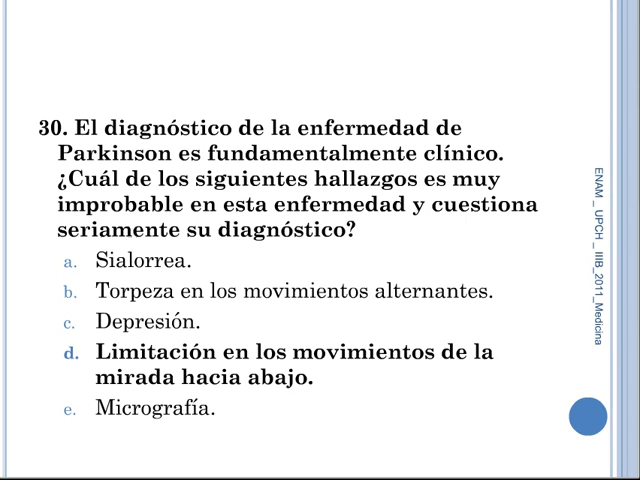 30. El diagnóstico de la enfermedad de
Parkinson es fundamentalmente clínico.
¿Cuál de los siguientes hallazgos es muy
improbable en esta enfermedad y cuestiona
seriamente su diagnóstico?
a. Sialorrea.
b. Torpeza en los movimientos alternantes.
c. Depresión.
d. Limitación en los movimientos de la
mirada hacia abajo.
e. Micrografía.
ENAM _ UPCH _ IIIB_2011_Medicina